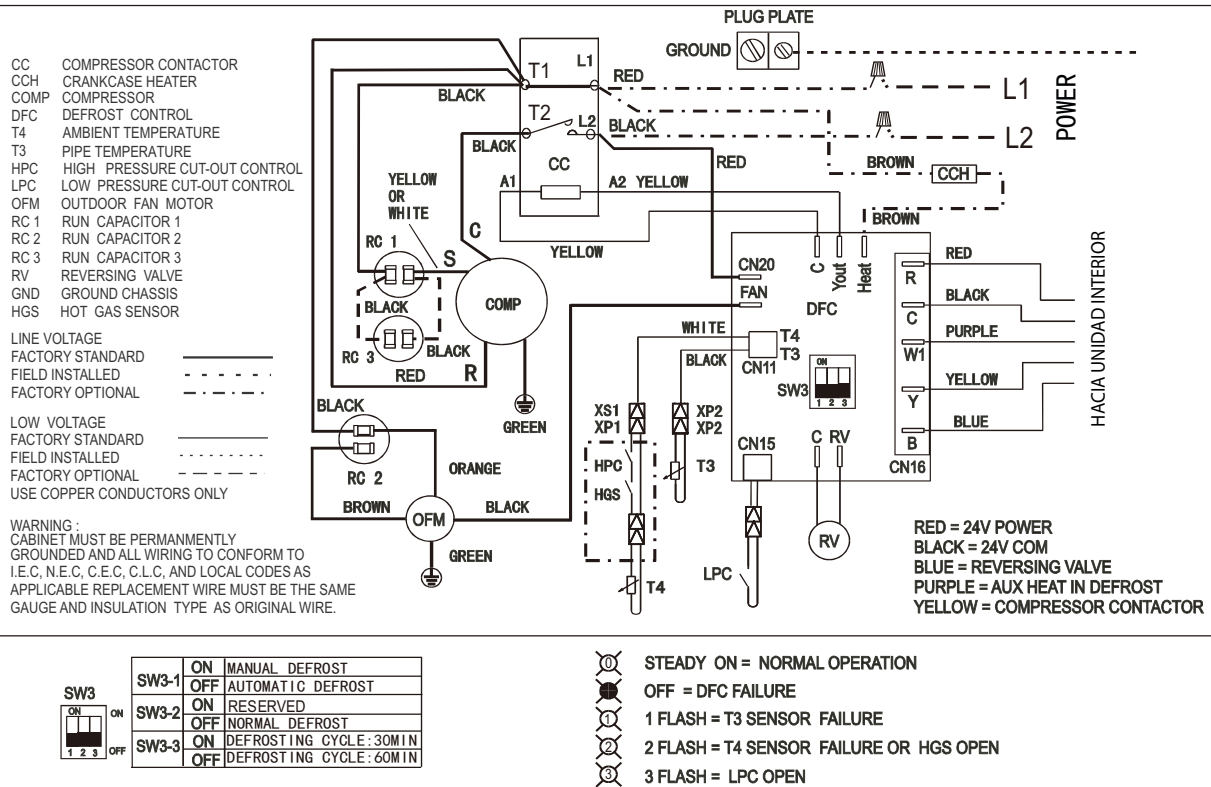 PLUG PLATE
GROUND
CC COMPRESSOR CONTACTOR
CCH CRANKCASE HEATER
COMP COMPRESSOR
DFC DEFROST CONTROL
T4 AMBIENT TEMPERATURE
T3 PIPE TEMPERATURE
HPC HIGH PRESSURE CUT-OUT CONTROL
LPC LOW PRESSURE CUT-OUT CONTROL
OFM OUTDOOR FAN MOTOR
RC 1 RUN CAPACITOR 1
RC 2 RUN CAPACITOR 2
RC 3 RUN CAPACITOR 3
RV REVERSING VALVE
GND GROUND CHASSIS
HGS HOT GAS SENSOR
LINE VOLTAGE
FACTORY STANDARD
FIELD INSTALLED
FACTORY OPTIONAL
LOW VOLTAGE
FACTORY STANDARD
FIELD INSTALLED
FACTORY OPTIONAL
USE COPPER CONDUCTORS ONLY
WARNING :
CABINET MUST BE PERMANMENTLY
GROUNDED AND ALL WIRING TO CONFORM TO
I.E.C, N.E.C, C.E.C, C.L.C, AND LOCAL CODES AS
APPLICABLE REPLACEMENT WIRE MUST BE THE SAME
GAUGE AND INSULATION TYPE AS ORIGINAL WIRE.
T1
L1
RED
BLACK
L1
POWER
T2
L2
BLACK
L2
BLACK
RED
CC
BROWN
CCH
A1
A2 YELLOW
BROWN
YELLOW
OR
WHITE
C
YELLOW
RC 1
S
COMP
BLACK
RC 3
BLACK
RED
R
GREEN
BLACK
RC 2
ORANGE
BROWN
OFM
BLACK
GREEN
CN20
FAN
C
Yout
Heat
DFC
R
RED
C
BLACK
W1
PURPLE
Y
YELLOW
B
BLUE
CN16
HACIA UNIDAD INTERIOR
WHITE
T4
BLACK
T3
CN11
SW3
ON
1 2 3
XS1
XP1
XP2
XP2
HPC
HGS
T3
T4
CN15
C RV
RV
LPC
RED = 24V POWER
BLACK = 24V COM
BLUE = REVERSING VALVE
PURPLE = AUX HEAT IN DEFROST
YELLOW = COMPRESSOR CONTACTOR
SW3
ON
ON
1 2 3
OFF
SW3-1 ON MANUAL DEFROST
OFF AUTOMATIC DEFROST
SW3-2 ON RESERVED
OFF NORMAL DEFROST
SW3-3 ON DEFROSTING CYCLE:30MIN
OFF DEFROSTING CYCLE:60MIN
0 STEADY ON = NORMAL OPERATION
OFF = DFC FAILURE
1 1 FLASH = T3 SENSOR FAILURE
2 2 FLASH = T4 SENSOR FAILURE OR HGS OPEN
3 3 FLASH = LPC OPEN